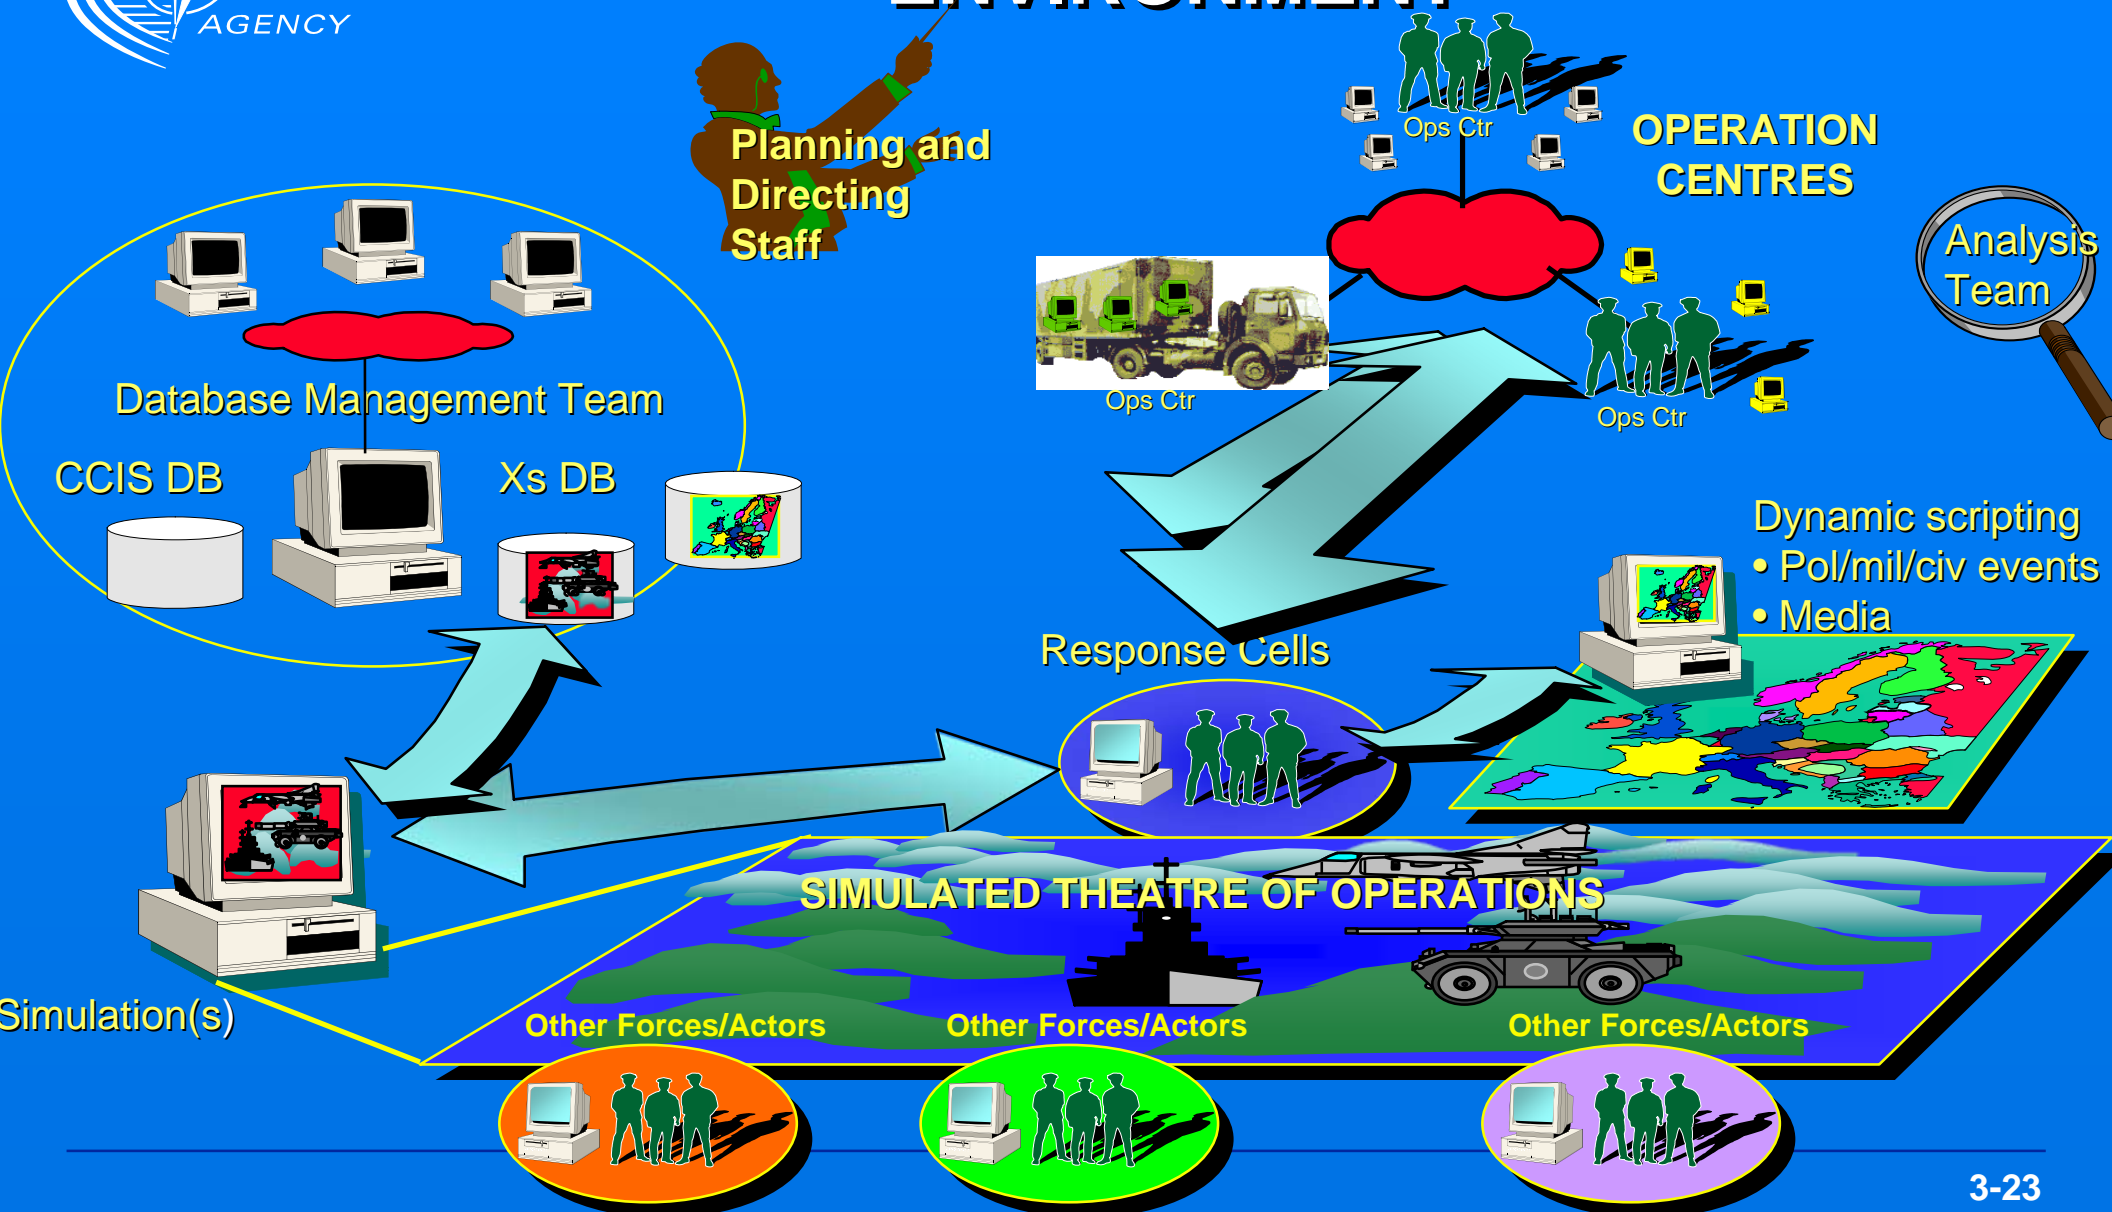 ENVIRONMENT
AGENCY
Planning and
Directing
Staff
Ops Ctr
OPERATION
CENTRES
Analysis
Team
Database Management Team
Ops Ctr
Ops Ctr
CCIS DB
Xs DB
Dynamic scripting
• Pol/mil/civ events
• Media
Response Cells
SIMULATED THEATRE OF OPERATIONS
Simulation(s)
Other Forces/Actors
Other Forces/Actors
Other Forces/Actors
3-23